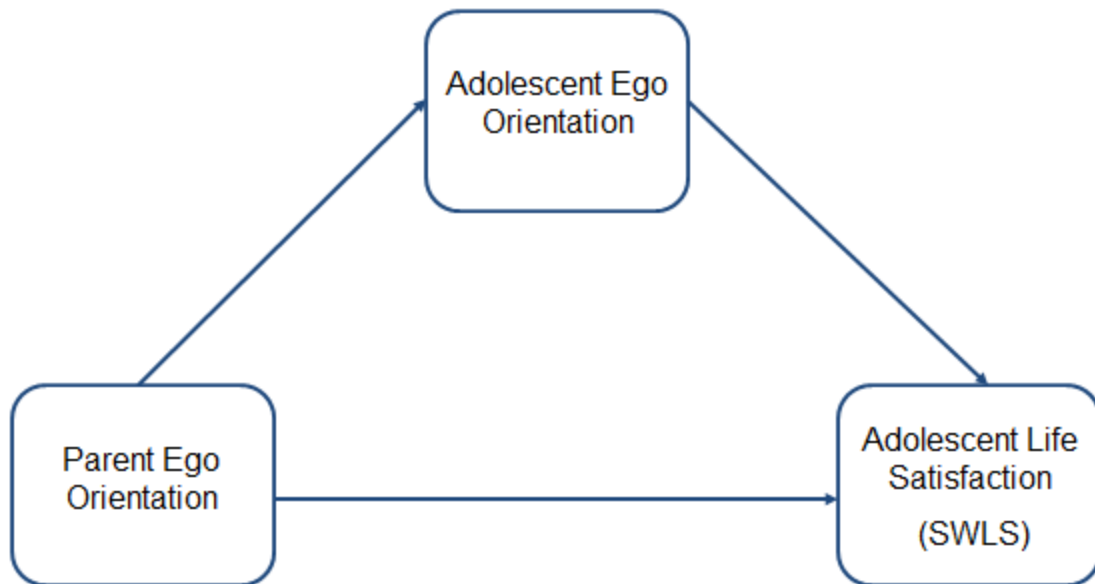 Adolescent Ego
Orientation
Parent Ego
Orientation
Adolescent Life
Satisfaction
(SWLS)